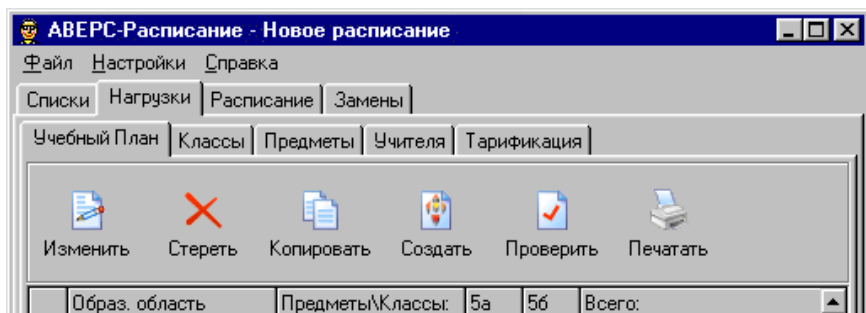 АВЕРС-Расписание - Новое расписание
Файл Настройки Справка
Списки Нагрузки Расписание Замены
Учебный План Классы Предметы Учителя Тарификация
Изменить Стереть Копировать Создать Проверить Печатать
Образ. область Предметы\Классы: 5а 5б Всего: